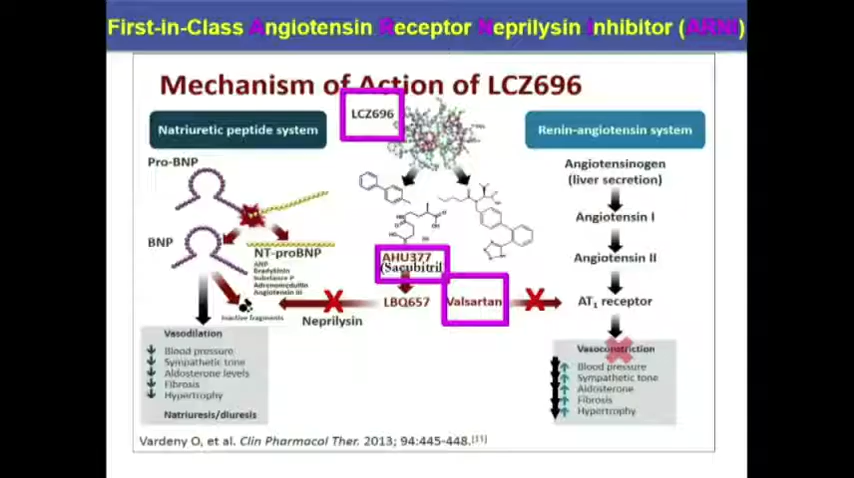 First-in-Class Angiotensin Receptor Neprilysin Inhibitor (ARNI)
Mechanism of Action of LCZ696
LCZ696
Natriuretic peptide system
Renin-angiotensin system
Pro-BNP
BNP
NT-proBNP
ANP
Bradykinin
Substance P
Adrenomedullin
Angiotensin III
Inactive fragments
Neprilysin
AHU377
(Sacubitril
LBQ657
Valsartan
Angiotensinogen
(liver secretion)
Angiotensin I
Angiotensin II
AT₁ receptor
Vasodilation
Blood pressure
Sympathetic tone
Aldosterone levels
Fibrosis
Hypertrophy
Natriuresis/diuresis
Vasoconstriction
Blood pressure
Sympathetic tone
Aldosterone
Fibrosis
Hypertrophy
Vardeny O, et al. Clin Pharmacol Ther. 2013; 94:445-448.[11]